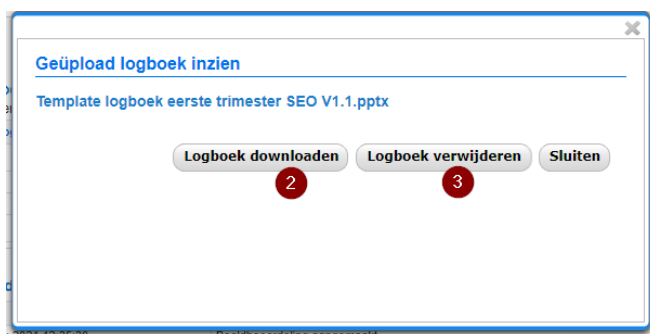 Geüpload logboek inzien
Template logboek eerste trimester SEO V1.1.pptx
Logboek downloaden Logboek verwijderen Sluiten
2 3